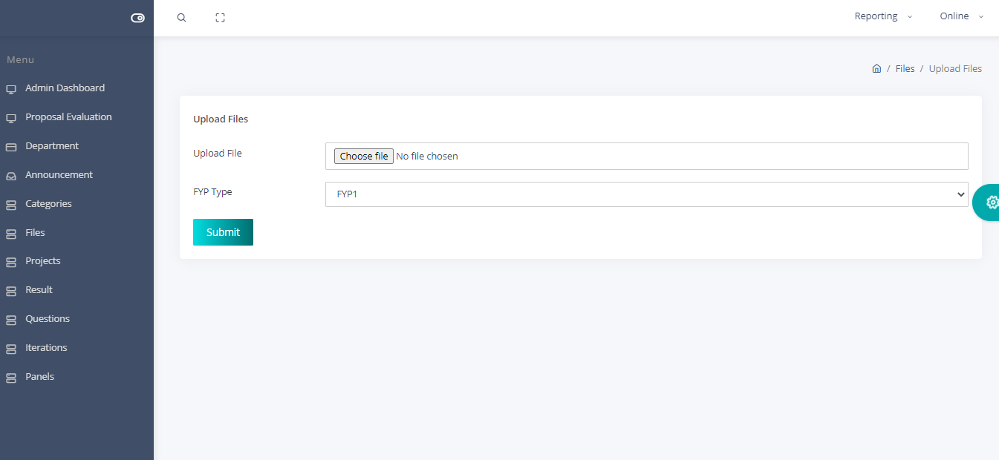 Reporting Online
Menu
Files / Upload Files
Admin Dashboard
Proposal Evaluation
Department
Announcement
Categories
Files
Projects
Result
Questions
Iterations
Panels
Upload Files
Upload File Choose file No file chosen
FYP Type FYP1
Submit